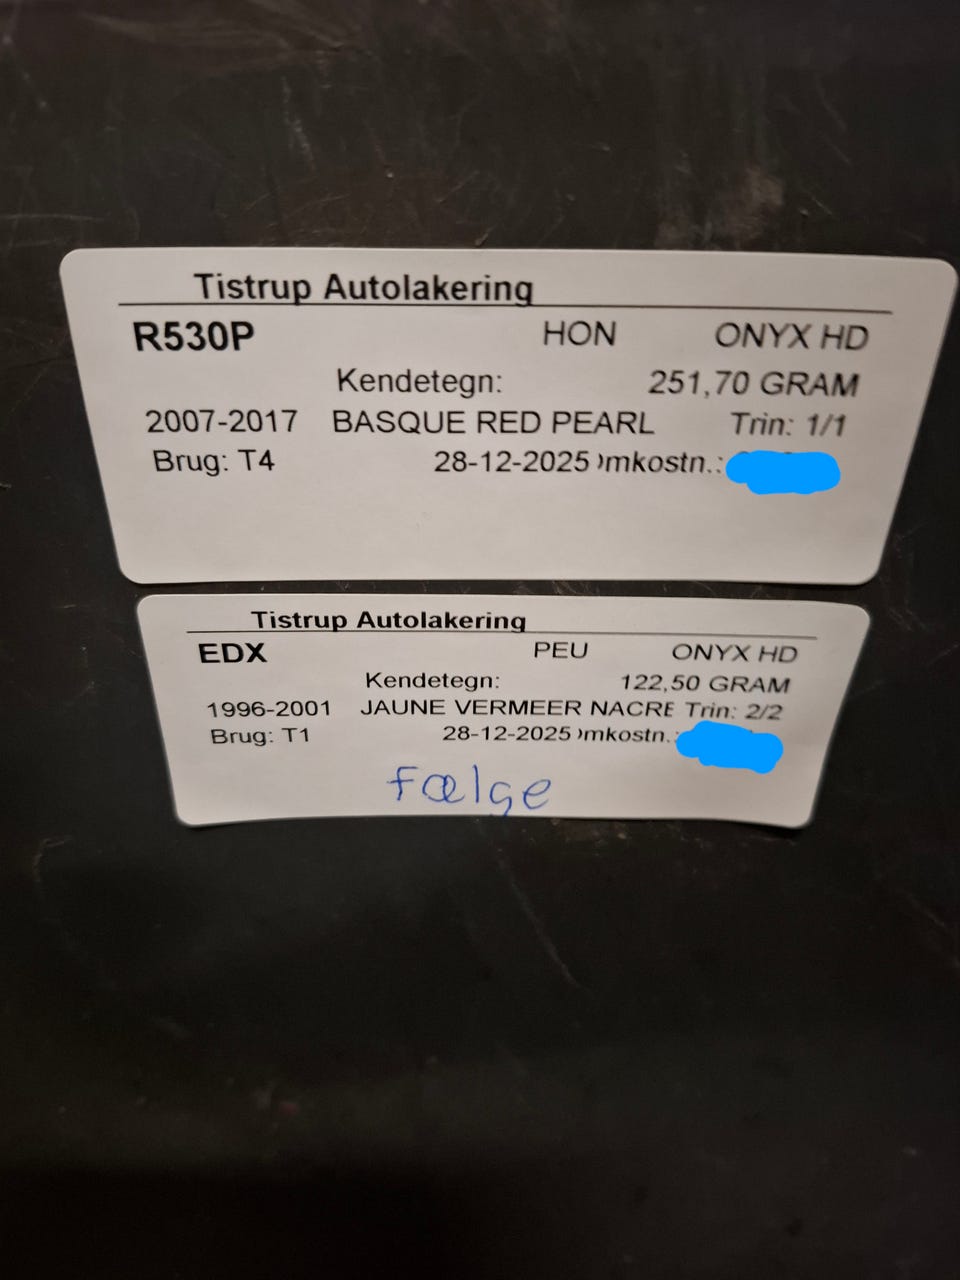 Tistrup Autolakering
R530P HON ONYX HD
Kendetegn: 251,70 GRAM
2007-2017 BASQUE RED PEARL Trin: 1/1
Brug: T4 28-12-2025 mkostn.:
Tistrup Autolakering
EDX PEU ONYX HD
Kendetegn: 122,50 GRAM
1996-2001 JAUNE VERMEER NACRE Trin: 2/2
Brug: T1 28-12-2025 mkostn.:
Fælge